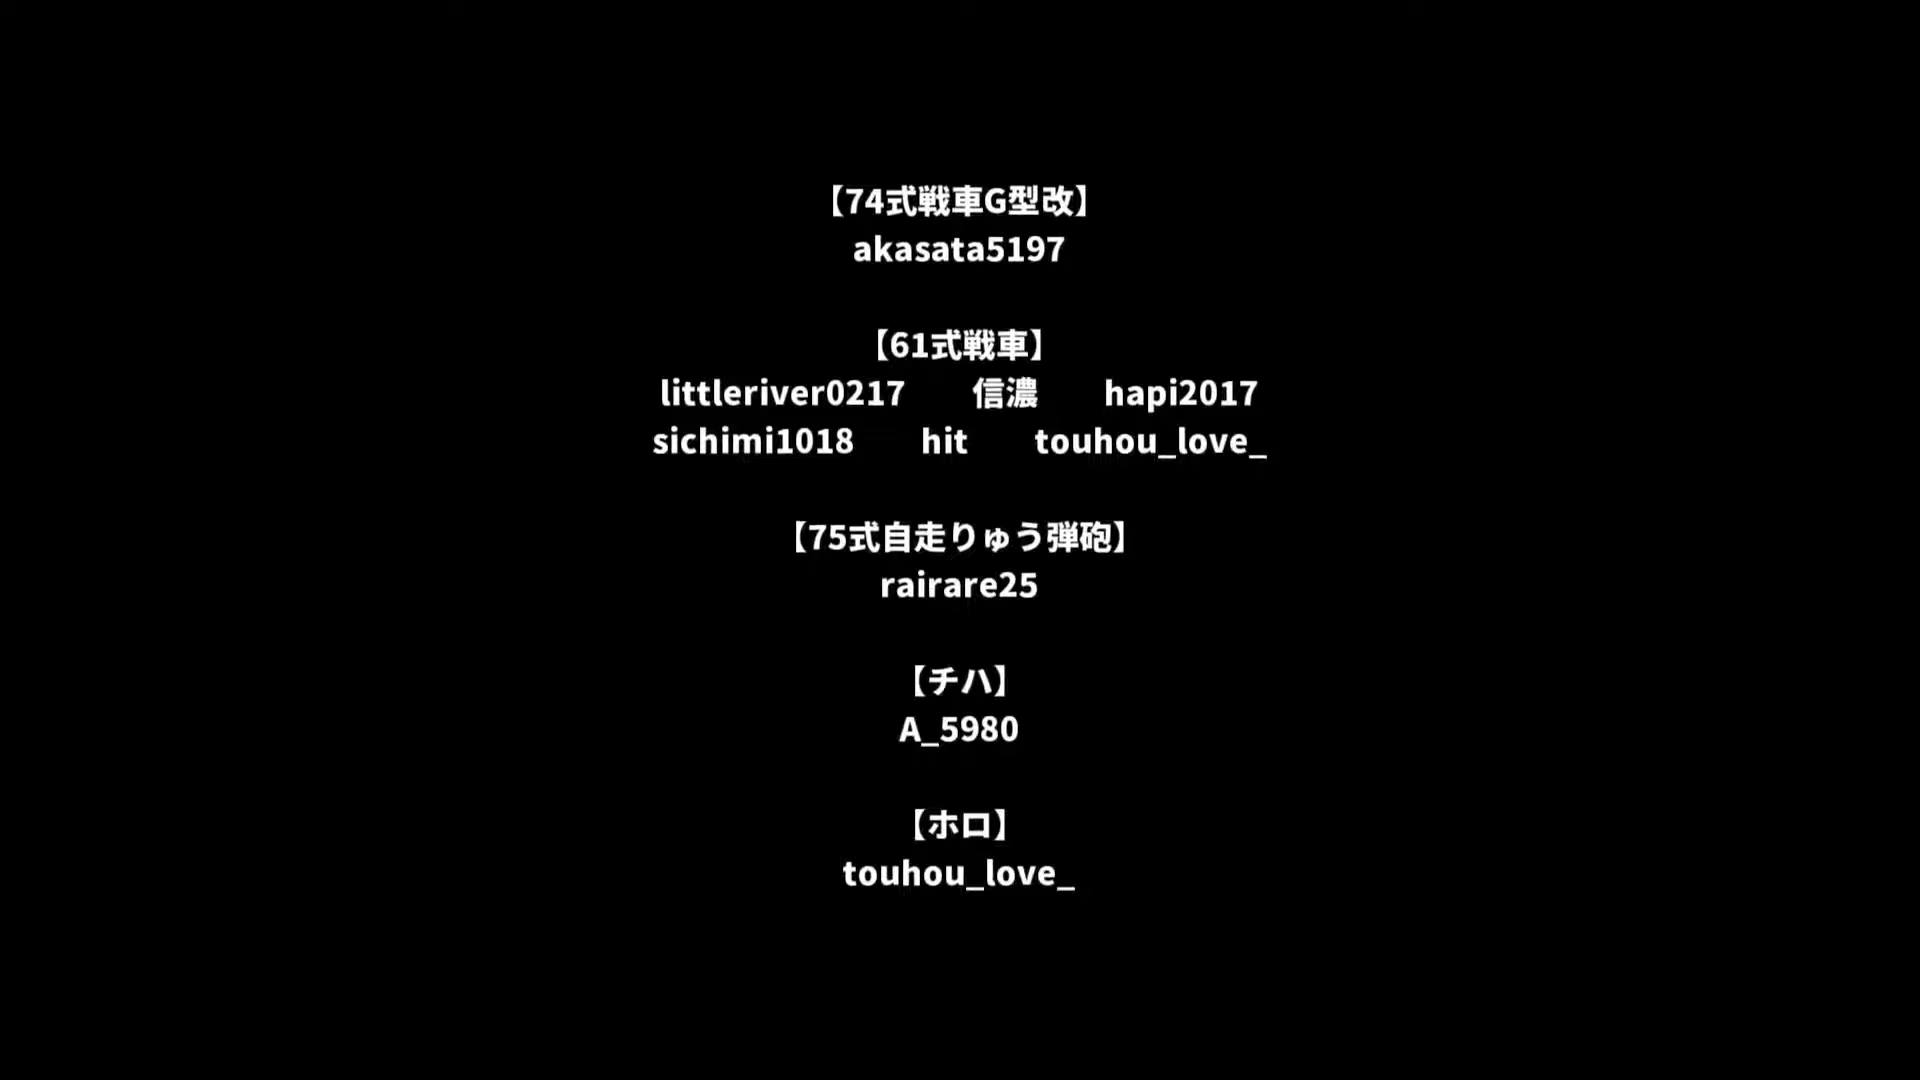 【74式戦車G型改】
akasata5197
【61式戦車】
littleriver0217 信濃 hapi2017
sichimi1018 hit touhou_love_
【75式自走りゅう弾砲】
rairare25
【チハ】
A_5980
【ホロ】
touhou_love_